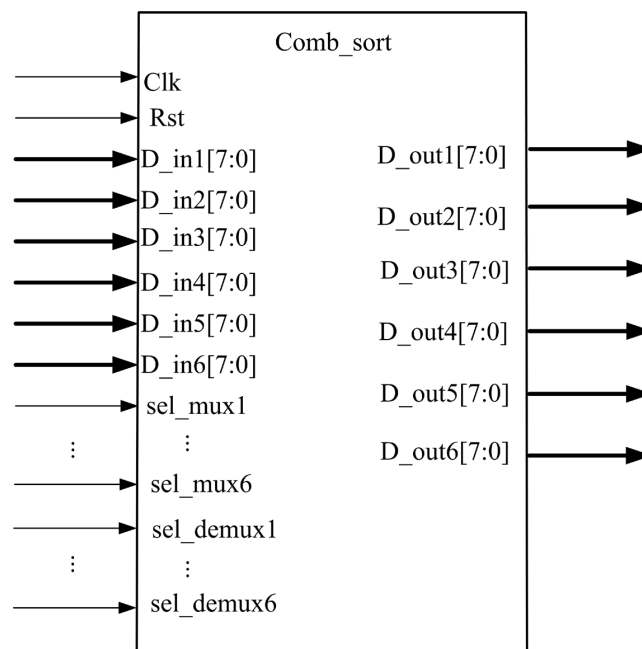 Comb_sort
Clk
Rst
D_in1[7:0]
D_in2[7:0]
D_in3[7:0]
D_in4[7:0]
D_in5[7:0]
D_in6[7:0]
sel_mux1
⋮ ⋮
sel_mux6
sel_demux1
⋮ ⋮
sel_demux6
D_out1[7:0]
D_out2[7:0]
D_out3[7:0]
D_out4[7:0]
D_out5[7:0]
D_out6[7:0]